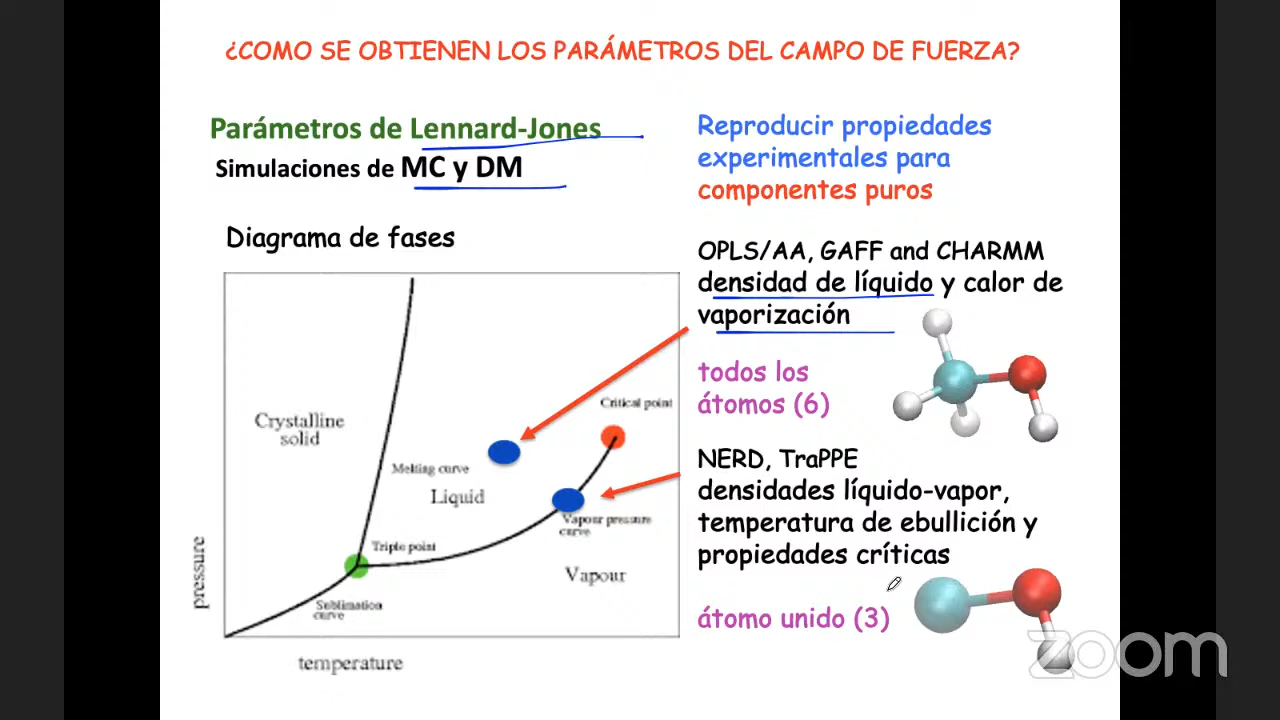 ¿COMO SE OBTIENEN LOS PARÁMETROS DEL CAMPO DE FUERZA?
Parámetros de Lennard-Jones
Simulaciones de MC y DM
Diagrama de fases
Crystalline
solid
Melting curve
Liquid
Critical point
Triple point
Vapour pressure
curve
Vapour
Sublimation
curve
pressure
temperature
Reproducir propiedades
experimentales para
componentes puros
OPLS/AA, GAFF and CHARMM
densidad de líquido y calor de
vaporización
todos los
átomos (6)
NERD, TraPPE
densidades líquido-vapor,
temperatura de ebullición y
propiedades críticas
átomo unido (3)
zoom